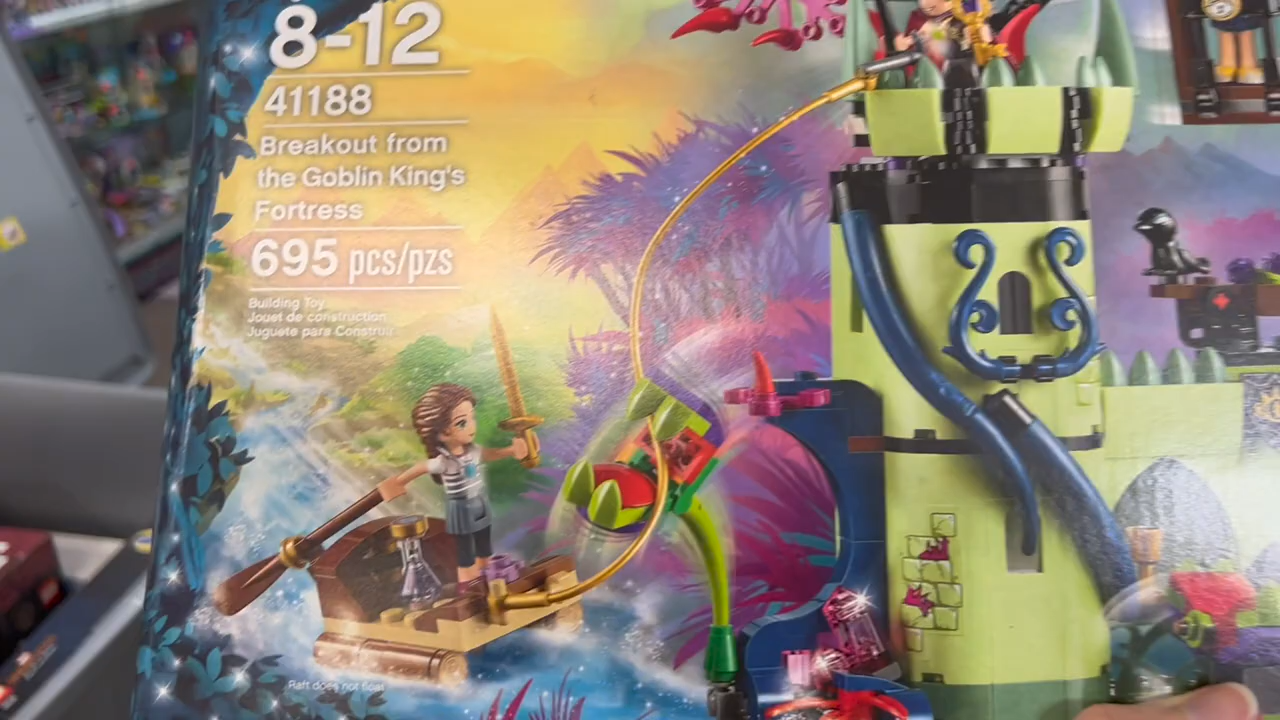 8-12
41188
Breakout from
the Goblin King's
Fortress
695 pcs/pzs
Building Toy
Jouet de construction
Juguete para Construir
Raft does not float